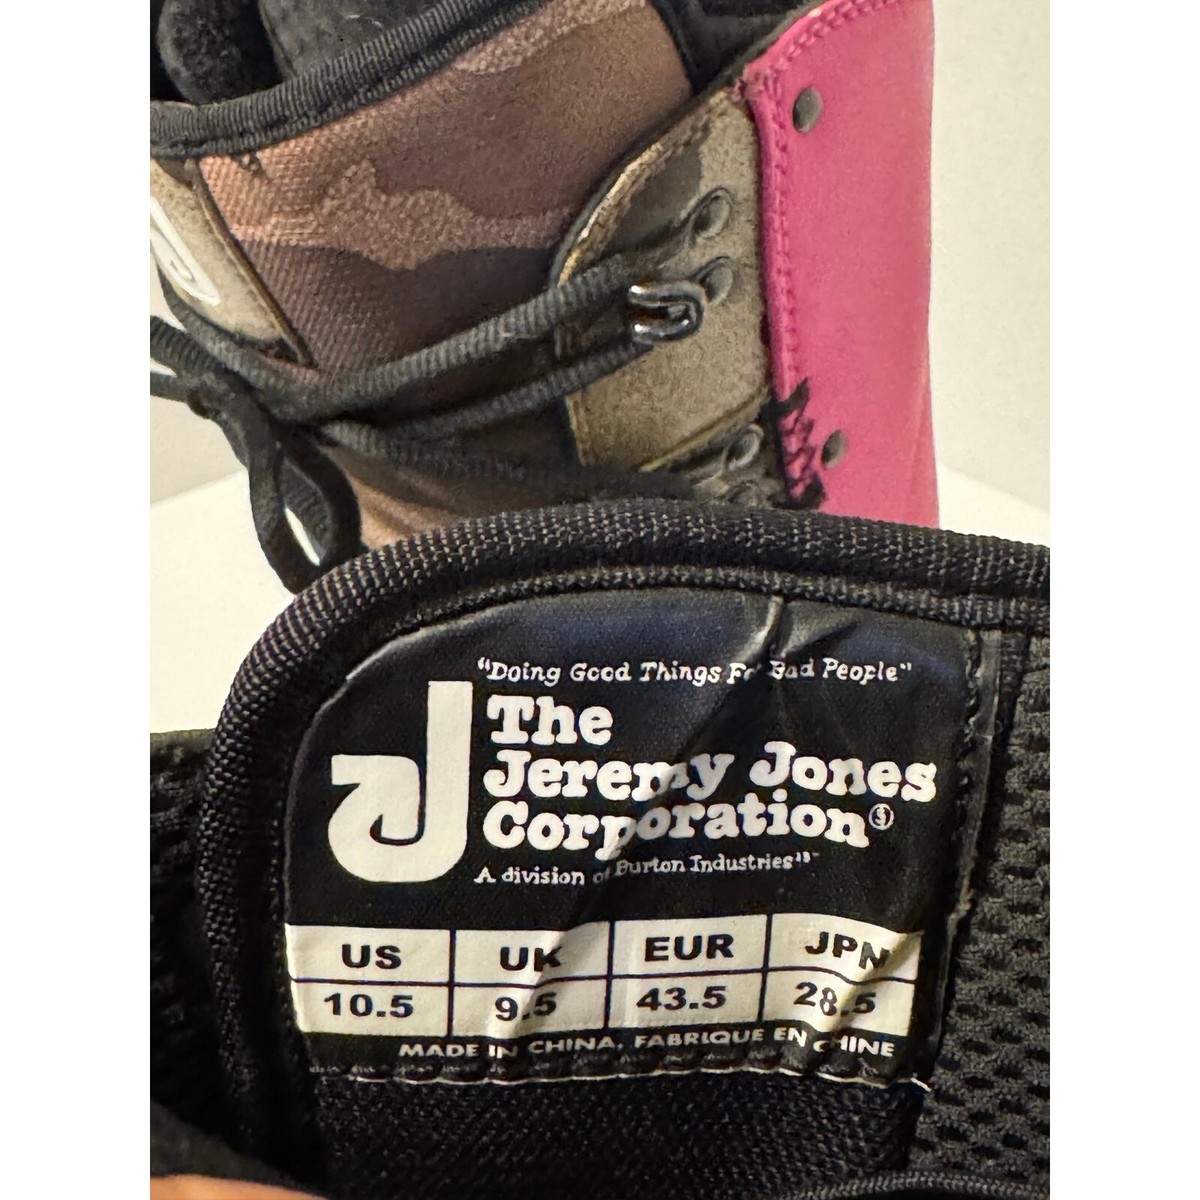 "Doing Good Things For Bad People"
The
Jeremy Jones
Corporation
A division of Burton Industries
US UK EUR JPN
10.5 9.5 43.5 28.5
MADE IN CHINA, FABRIQUE EN CHINE